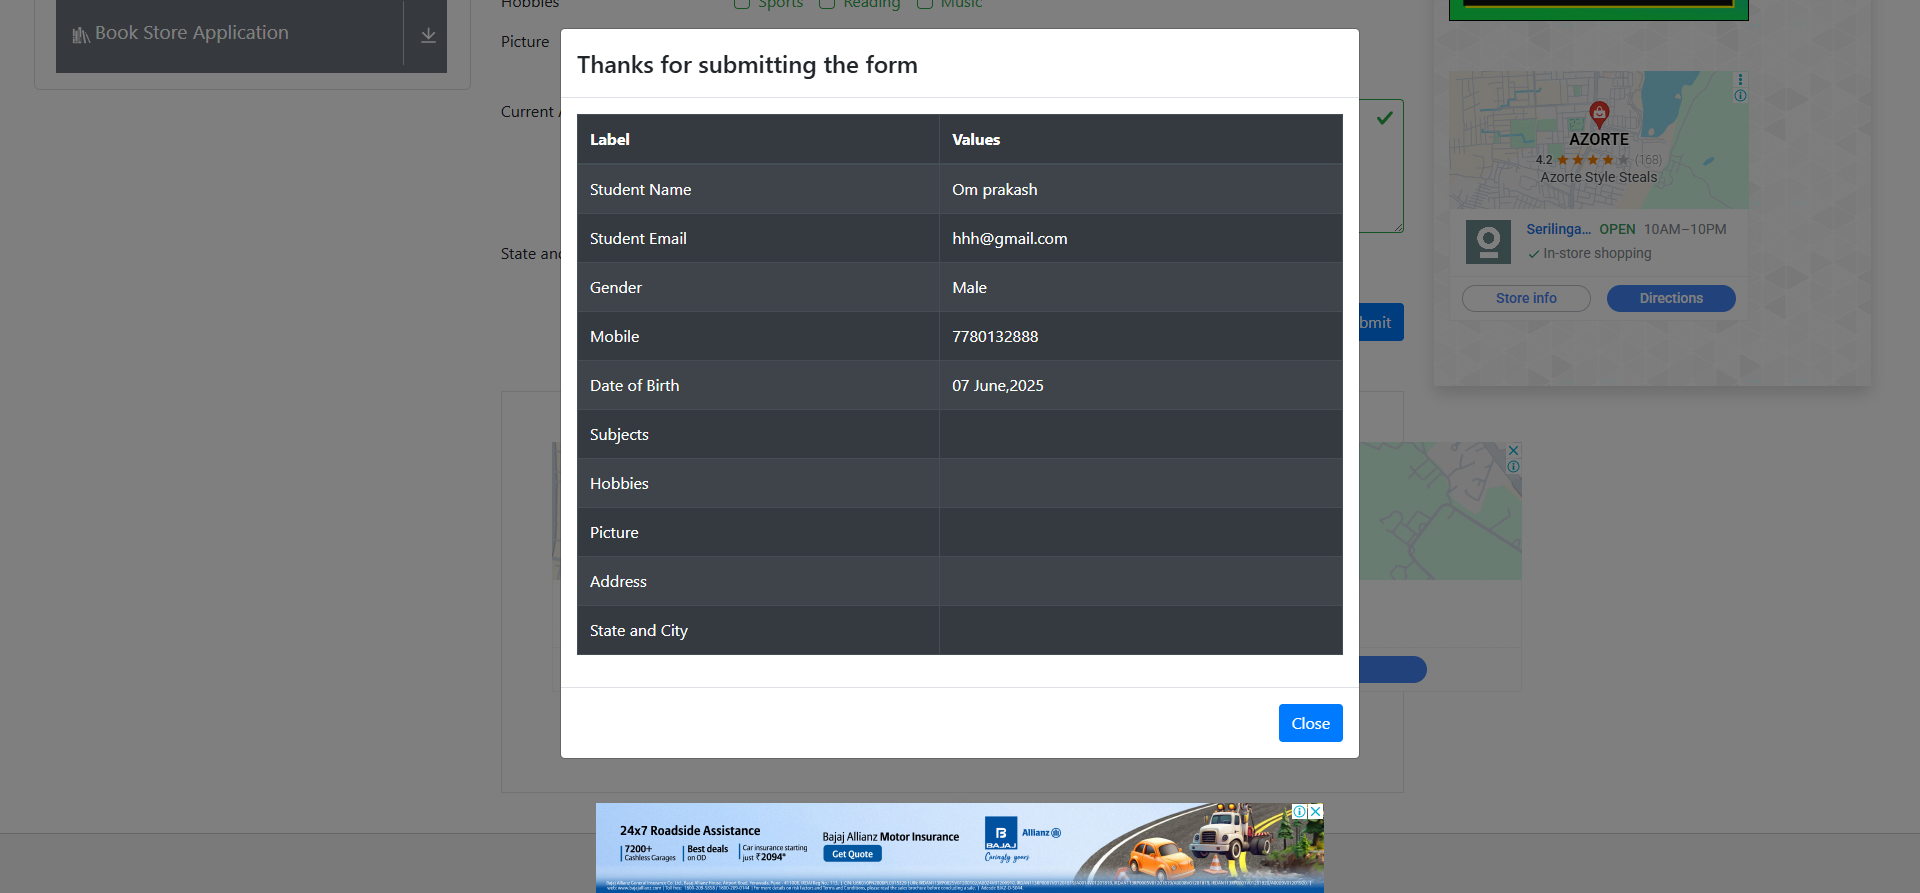 Hobbies
Sports
Reading
Music
Book Store Application
Picture
Thanks for submitting the form
Current
Label Values
Student Name Om prakash
Student Email hhh@gmail.com
Gender Male
Mobile 7780132888
Date of Birth 07 June,2025
Subjects
Hobbies
Picture
Address
State and City
State and
bmit
Close
AZORTE
4.2 (168)
Azorte Style Steals
Serilinga... OPEN 10AM–10PM
In-store shopping
Store info
Directions
24x7 Roadside Assistance
7200+
Cashless Garages
Best deals
on OD
Car insurance starting
just ₹2094*
Bajaj Allianz Motor Insurance
Get Quote
B
BAJAJ
Allianz
Caringly yours